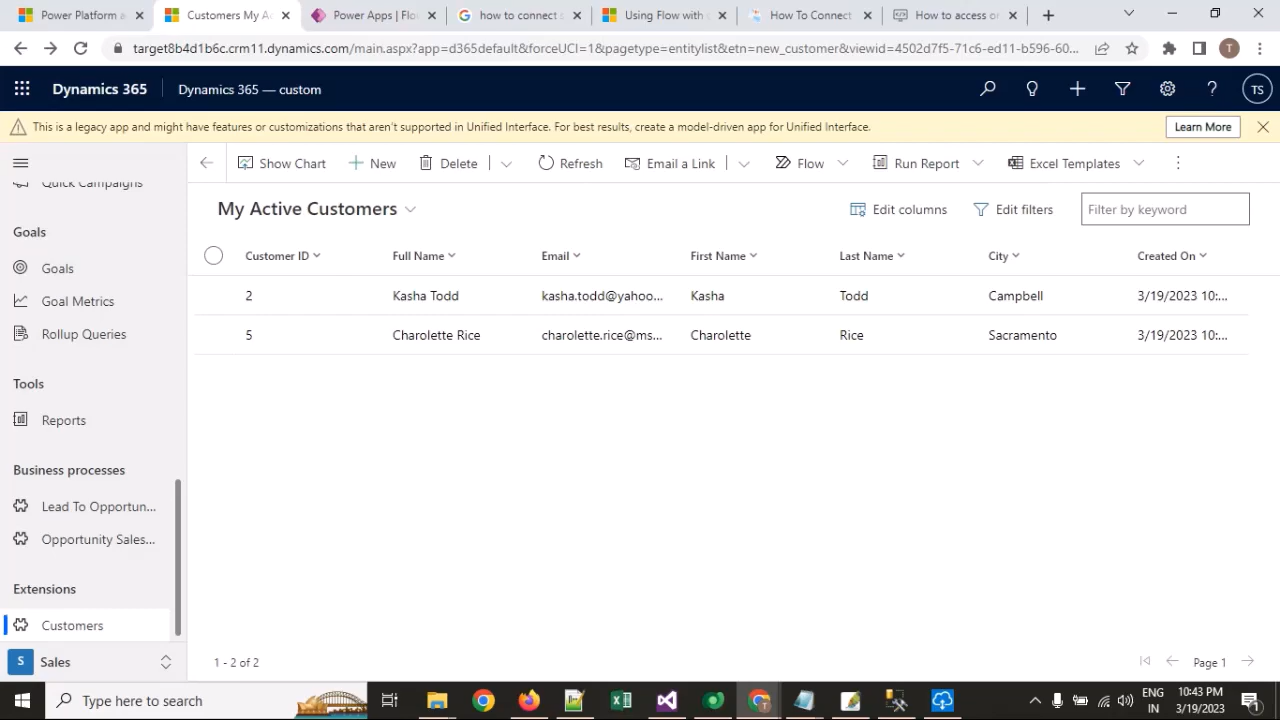 Power Platform a
Customers My A
Power Apps | Flo
how to connect s
Using Flow with
How To Connect
How to access or
target8b4d1b6c.crm11.dynamics.com/main.aspx?app=d365default&forceUCI=1&pagetype=entitylist&etn=new_customer&viewid=4502d7f5-71c6-ed11-b596-60...
T
Dynamics 365
Dynamics 365 — custom
TS
This is a legacy app and might have features or customizations that aren't supported in Unified Interface. For best results, create a model-driven app for Unified Interface.
Learn More
Show Chart
New
Delete
Refresh
Email a Link
Flow
Run Report
Excel Templates
Quick Campaigns
Goals
Goals
Goal Metrics
Rollup Queries
Tools
Reports
Business processes
Lead To Opportun...
Opportunity Sales...
Extensions
Customers
S Sales
My Active Customers
Edit columns
Edit filters
Filter by keyword
Customer ID Full Name Email First Name Last Name City Created On
2 Kasha Todd kasha.todd@yahoo... Kasha Todd Campbell 3/19/2023 10:...
5 Charolette Rice charolette.rice@ms... Charolette Rice Sacramento 3/19/2023 10:...
1 - 2 of 2
Page 1
Type here to search
ENG
IN
10:43 PM
3/19/2023
1